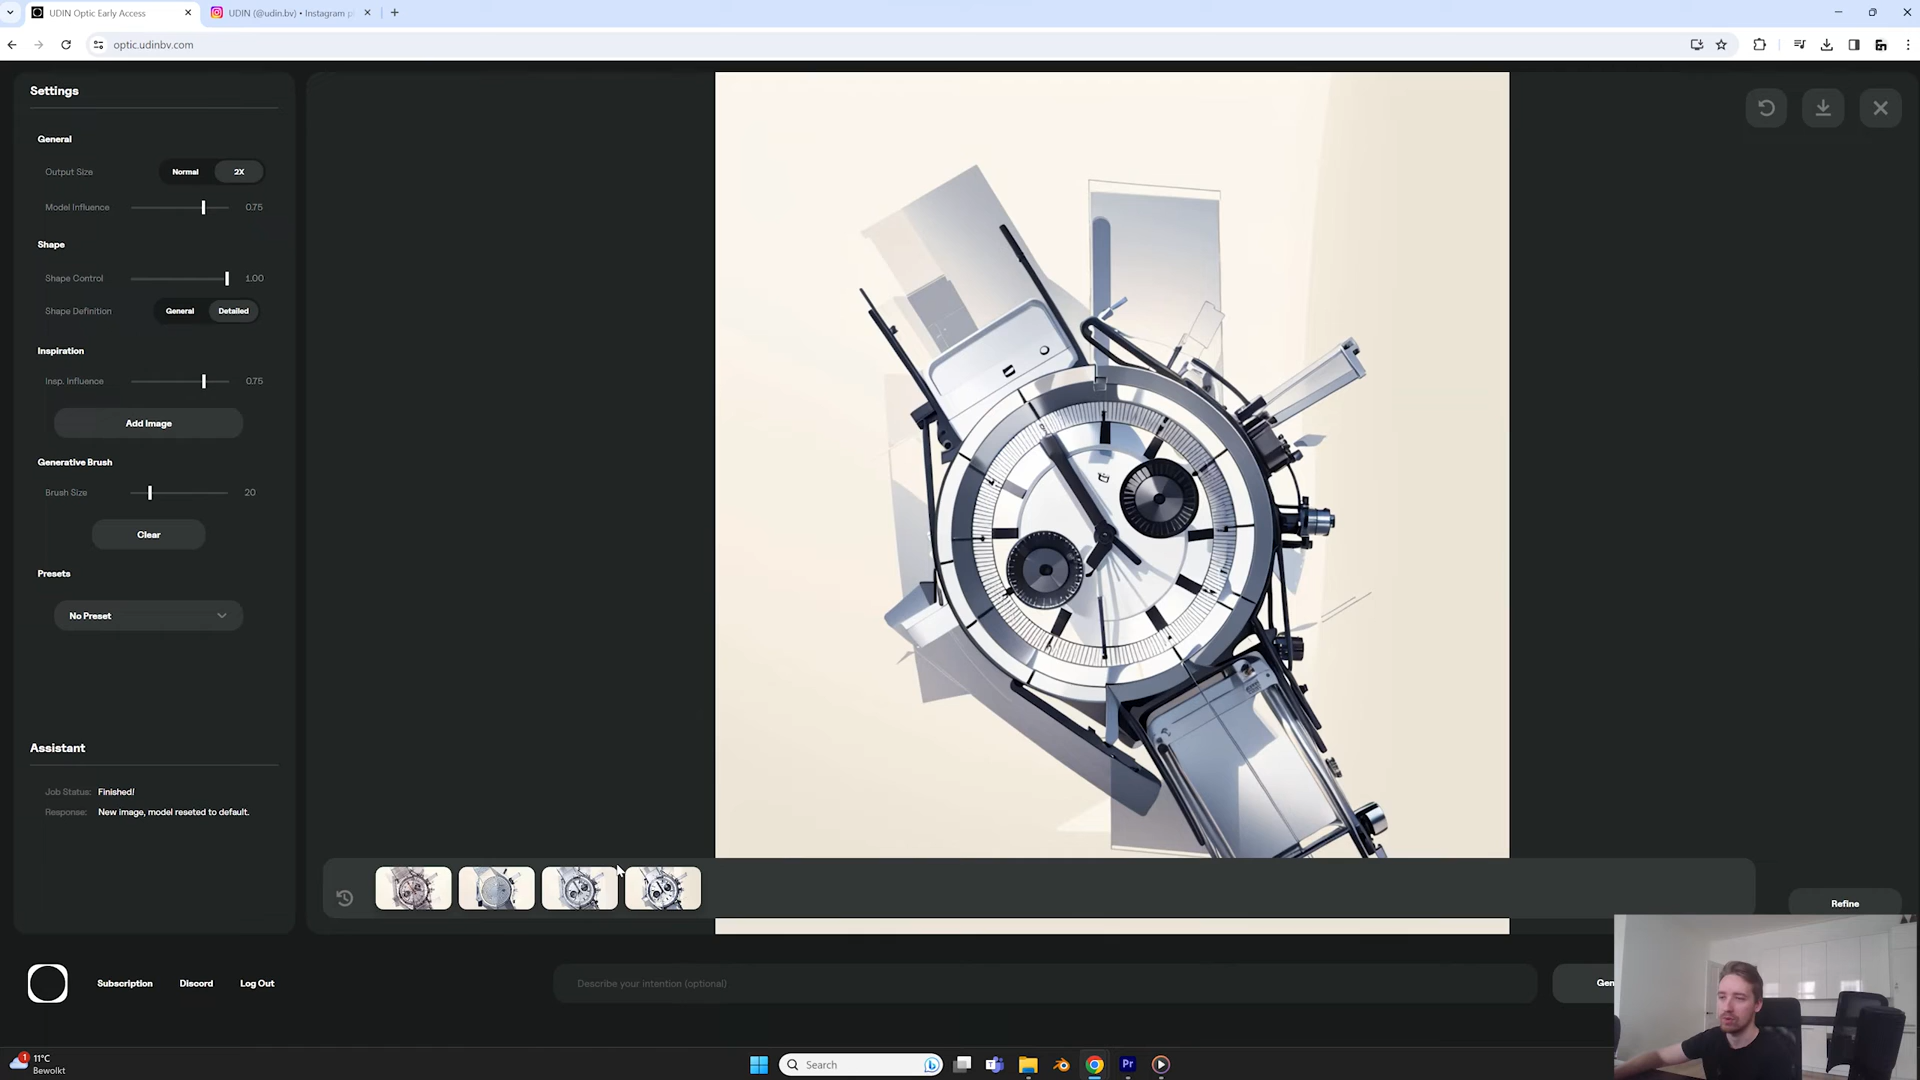 UDIN Optic Early Access
UDIN (@udin.bv) • Instagram p
optic.udinbv.com
Settings
General
Output Size
Normal
2X
Model Influence
0.75
Shape
Shape Control
1.00
Shape Definition
General
Detailed
Inspiration
Insp. Influence
0.75
Add Image
Generative Brush
Brush Size
20
Clear
Presets
No Preset
Assistant
Job Status: Finished!
Response: New image, model reseted to default.
Refine
Subscription
Discord
Log Out
Describe your intention (optional)
Gen
1
11°C
Bewolkt
Search
Pr